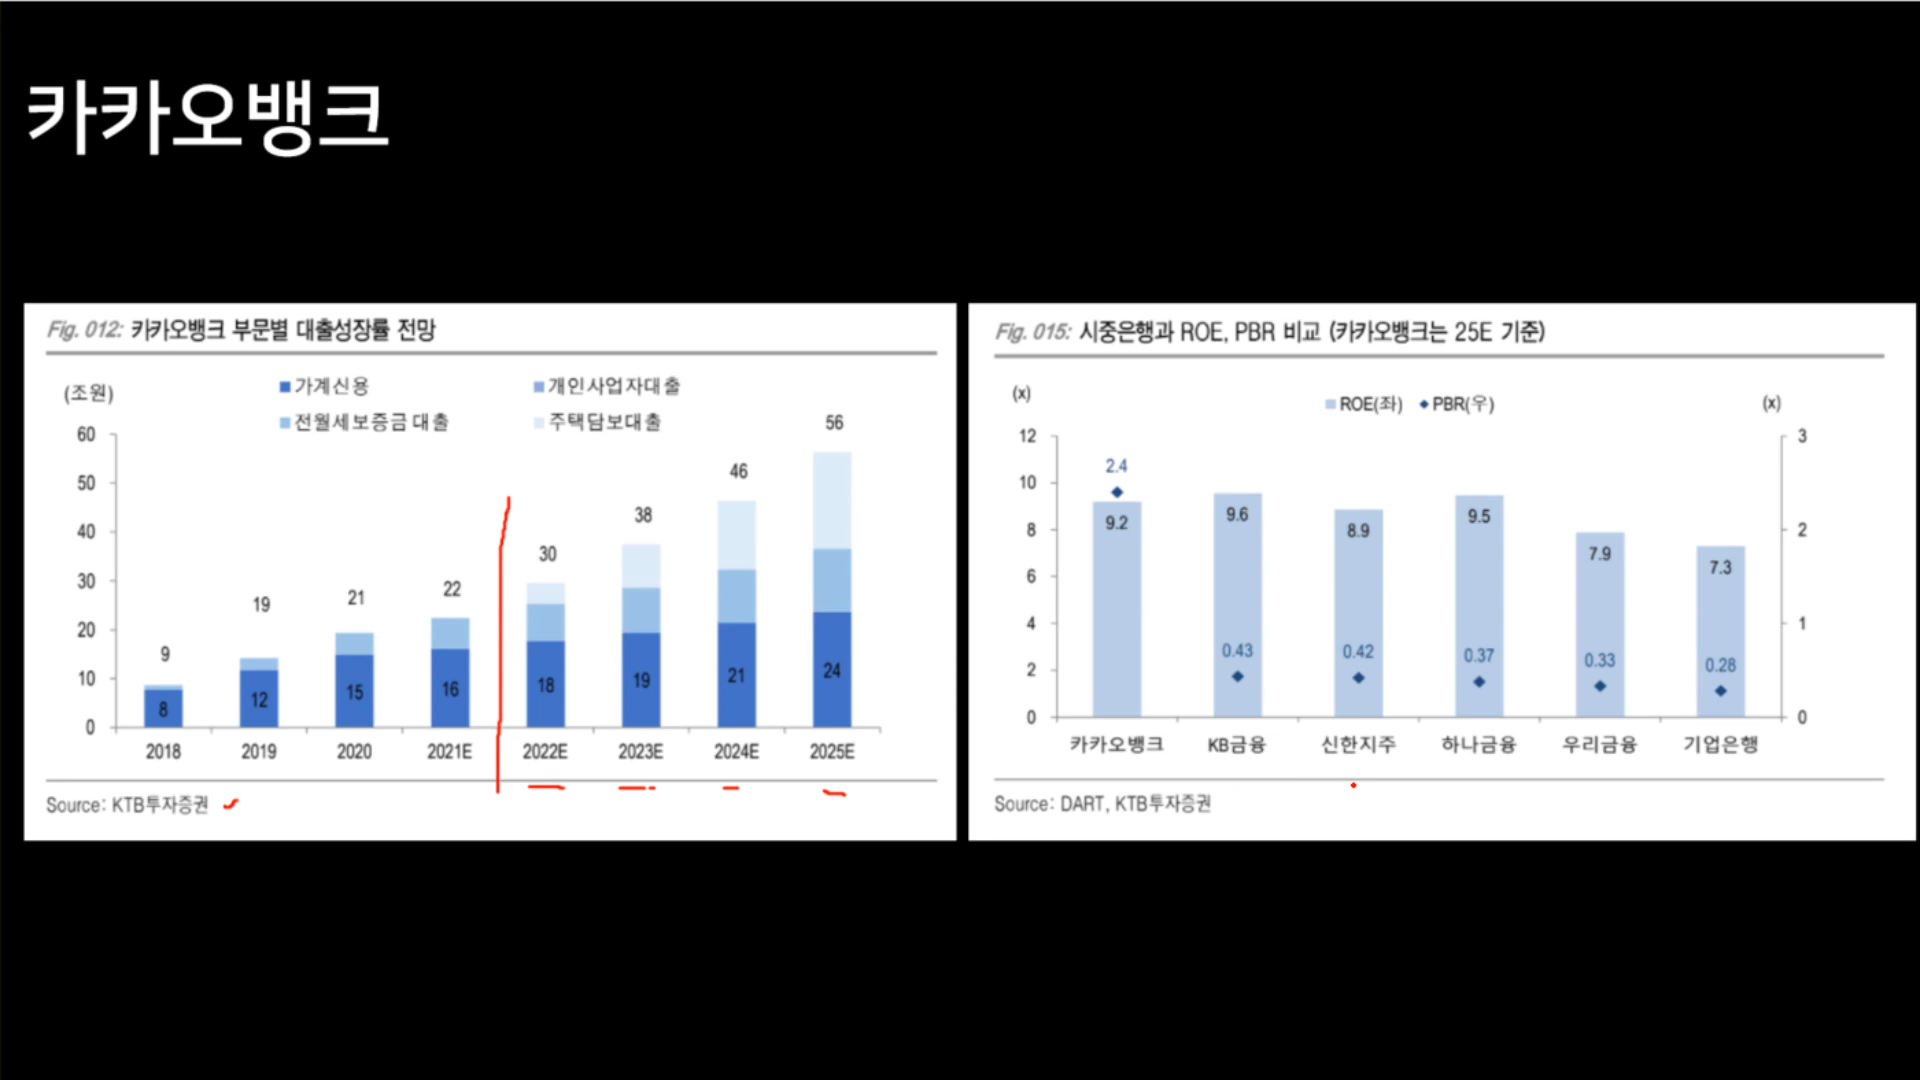 카카오뱅크
Fig. 012: 카카오뱅크 부문별 대출성장률 전망
(조원)
가계신용
개인사업자대출
전월세보증금 대출
주택담보대출
60
50
40
30
20
10
0
9
19
21
22
30
38
46
56
8
12
15
16
18
19
21
24
2018
2019
2020
2021E
2022E
2023E
2024E
2025E
Source: KTB투자증권
Fig. 015: 시중은행과 ROE, PBR 비교 (카카오뱅크는 25E 기준)
(x)
ROE(좌)
PBR(우)
(x)
12
10
8
6
4
2
0
3
2
1
0
2.4
9.2
9.6
8.9
9.5
7.9
7.3
0.43
0.42
0.37
0.33
0.28
카카오뱅크
KB금융
신한지주
하나금융
우리금융
기업은행
Source: DART, KTB투자증권